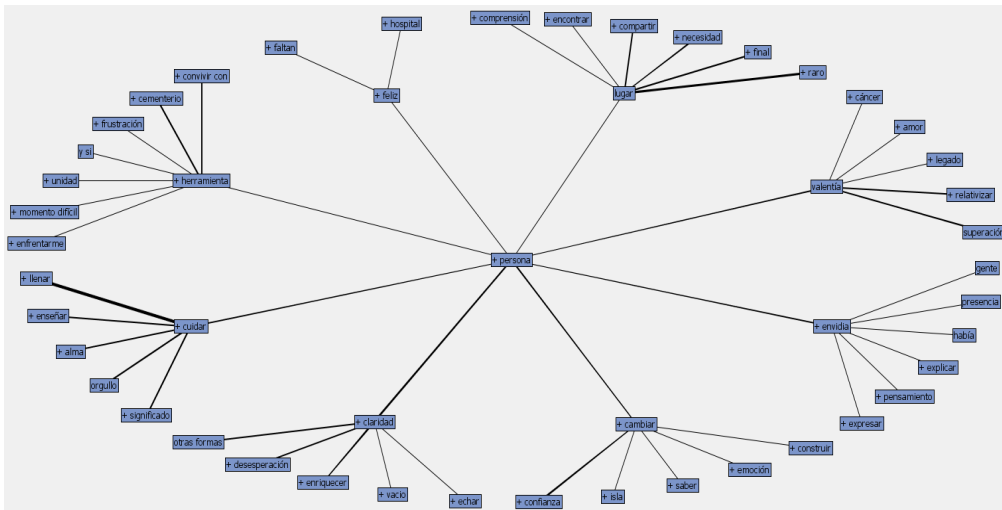 + hospital
+ faltan
+ feliz
+ comprensión
+ encontrar
+ compartir
+ necesidad
+ final
+ raro
lugar
+ convivir con
+ cementerio
+ frustración
y si
+ unidad
+ momento difícil
+ enfrentarme
+ herramienta
+ cáncer
+ amor
+ legado
+ relativizar
superación
valentía
+ persona
+ llenar
+ enseñar
+ alma
orgullo
+ significado
+ cuidar
gente
presencia
había
+ explicar
+ pensamiento
+ expresar
+ envidia
+ claridad
otras formas
+ desesperación
+ enriquecer
+ vacio
+ echar
+ cambiar
+ construir
+ emoción
+ saber
+ isla
+ confianza